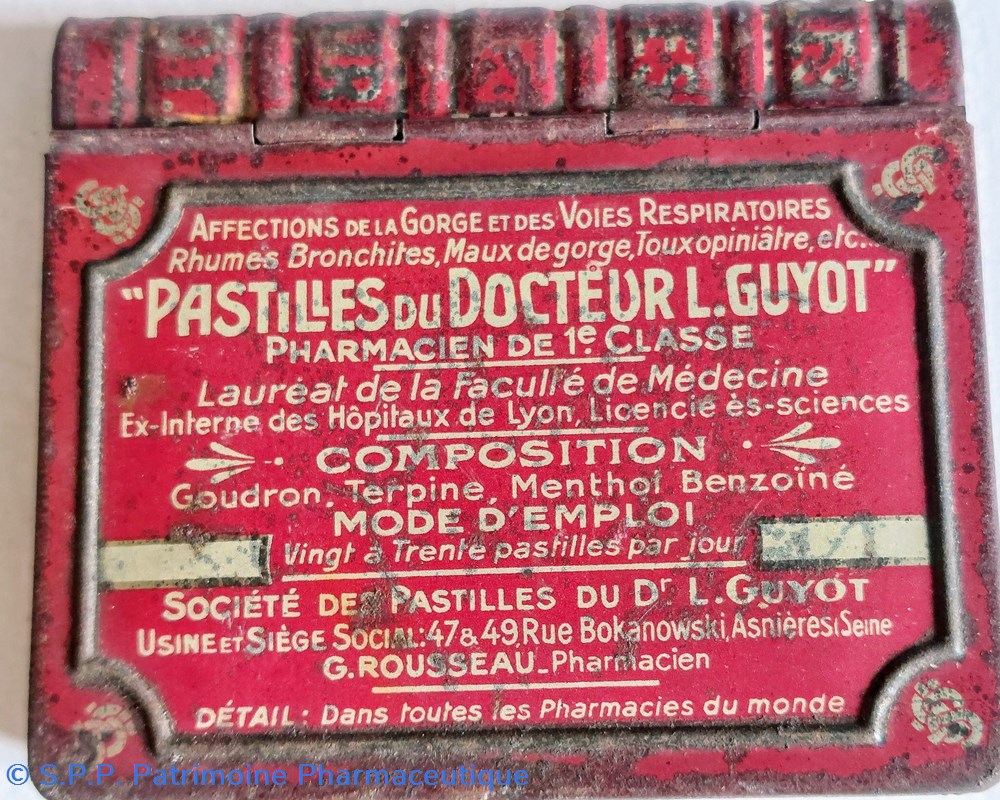 AFFECTIONS DE LA GORGE ET DES VOIES RESPIRATOIRES
Rhumes Bronchites, Maux de gorge, Toux opiniâtre, etc...
"PASTILLES DU DOCTEUR L. GUYOT"
PHARMACIEN DE 1e CLASSE
Lauréat de la Faculté de Médecine
Ex-Interne des Hôpitaux de Lyon, Licencié ès-sciences
COMPOSITION
Goudron, Terpine, Menthol Benzoïné
MODE D'EMPLOI
Vingt à Trente pastilles par jour
SOCIÉTÉ DES PASTILLES DU Dr L. GUYOT
USINE ET SIÈGE SOCIAL: 47 & 49, Rue Bokanowski, Asnières (Seine
G. ROUSSEAU_Pharmacien
DÉTAIL: Dans toutes les Pharmacies du monde
© S.P.P. Patrimoine Pharmaceutique